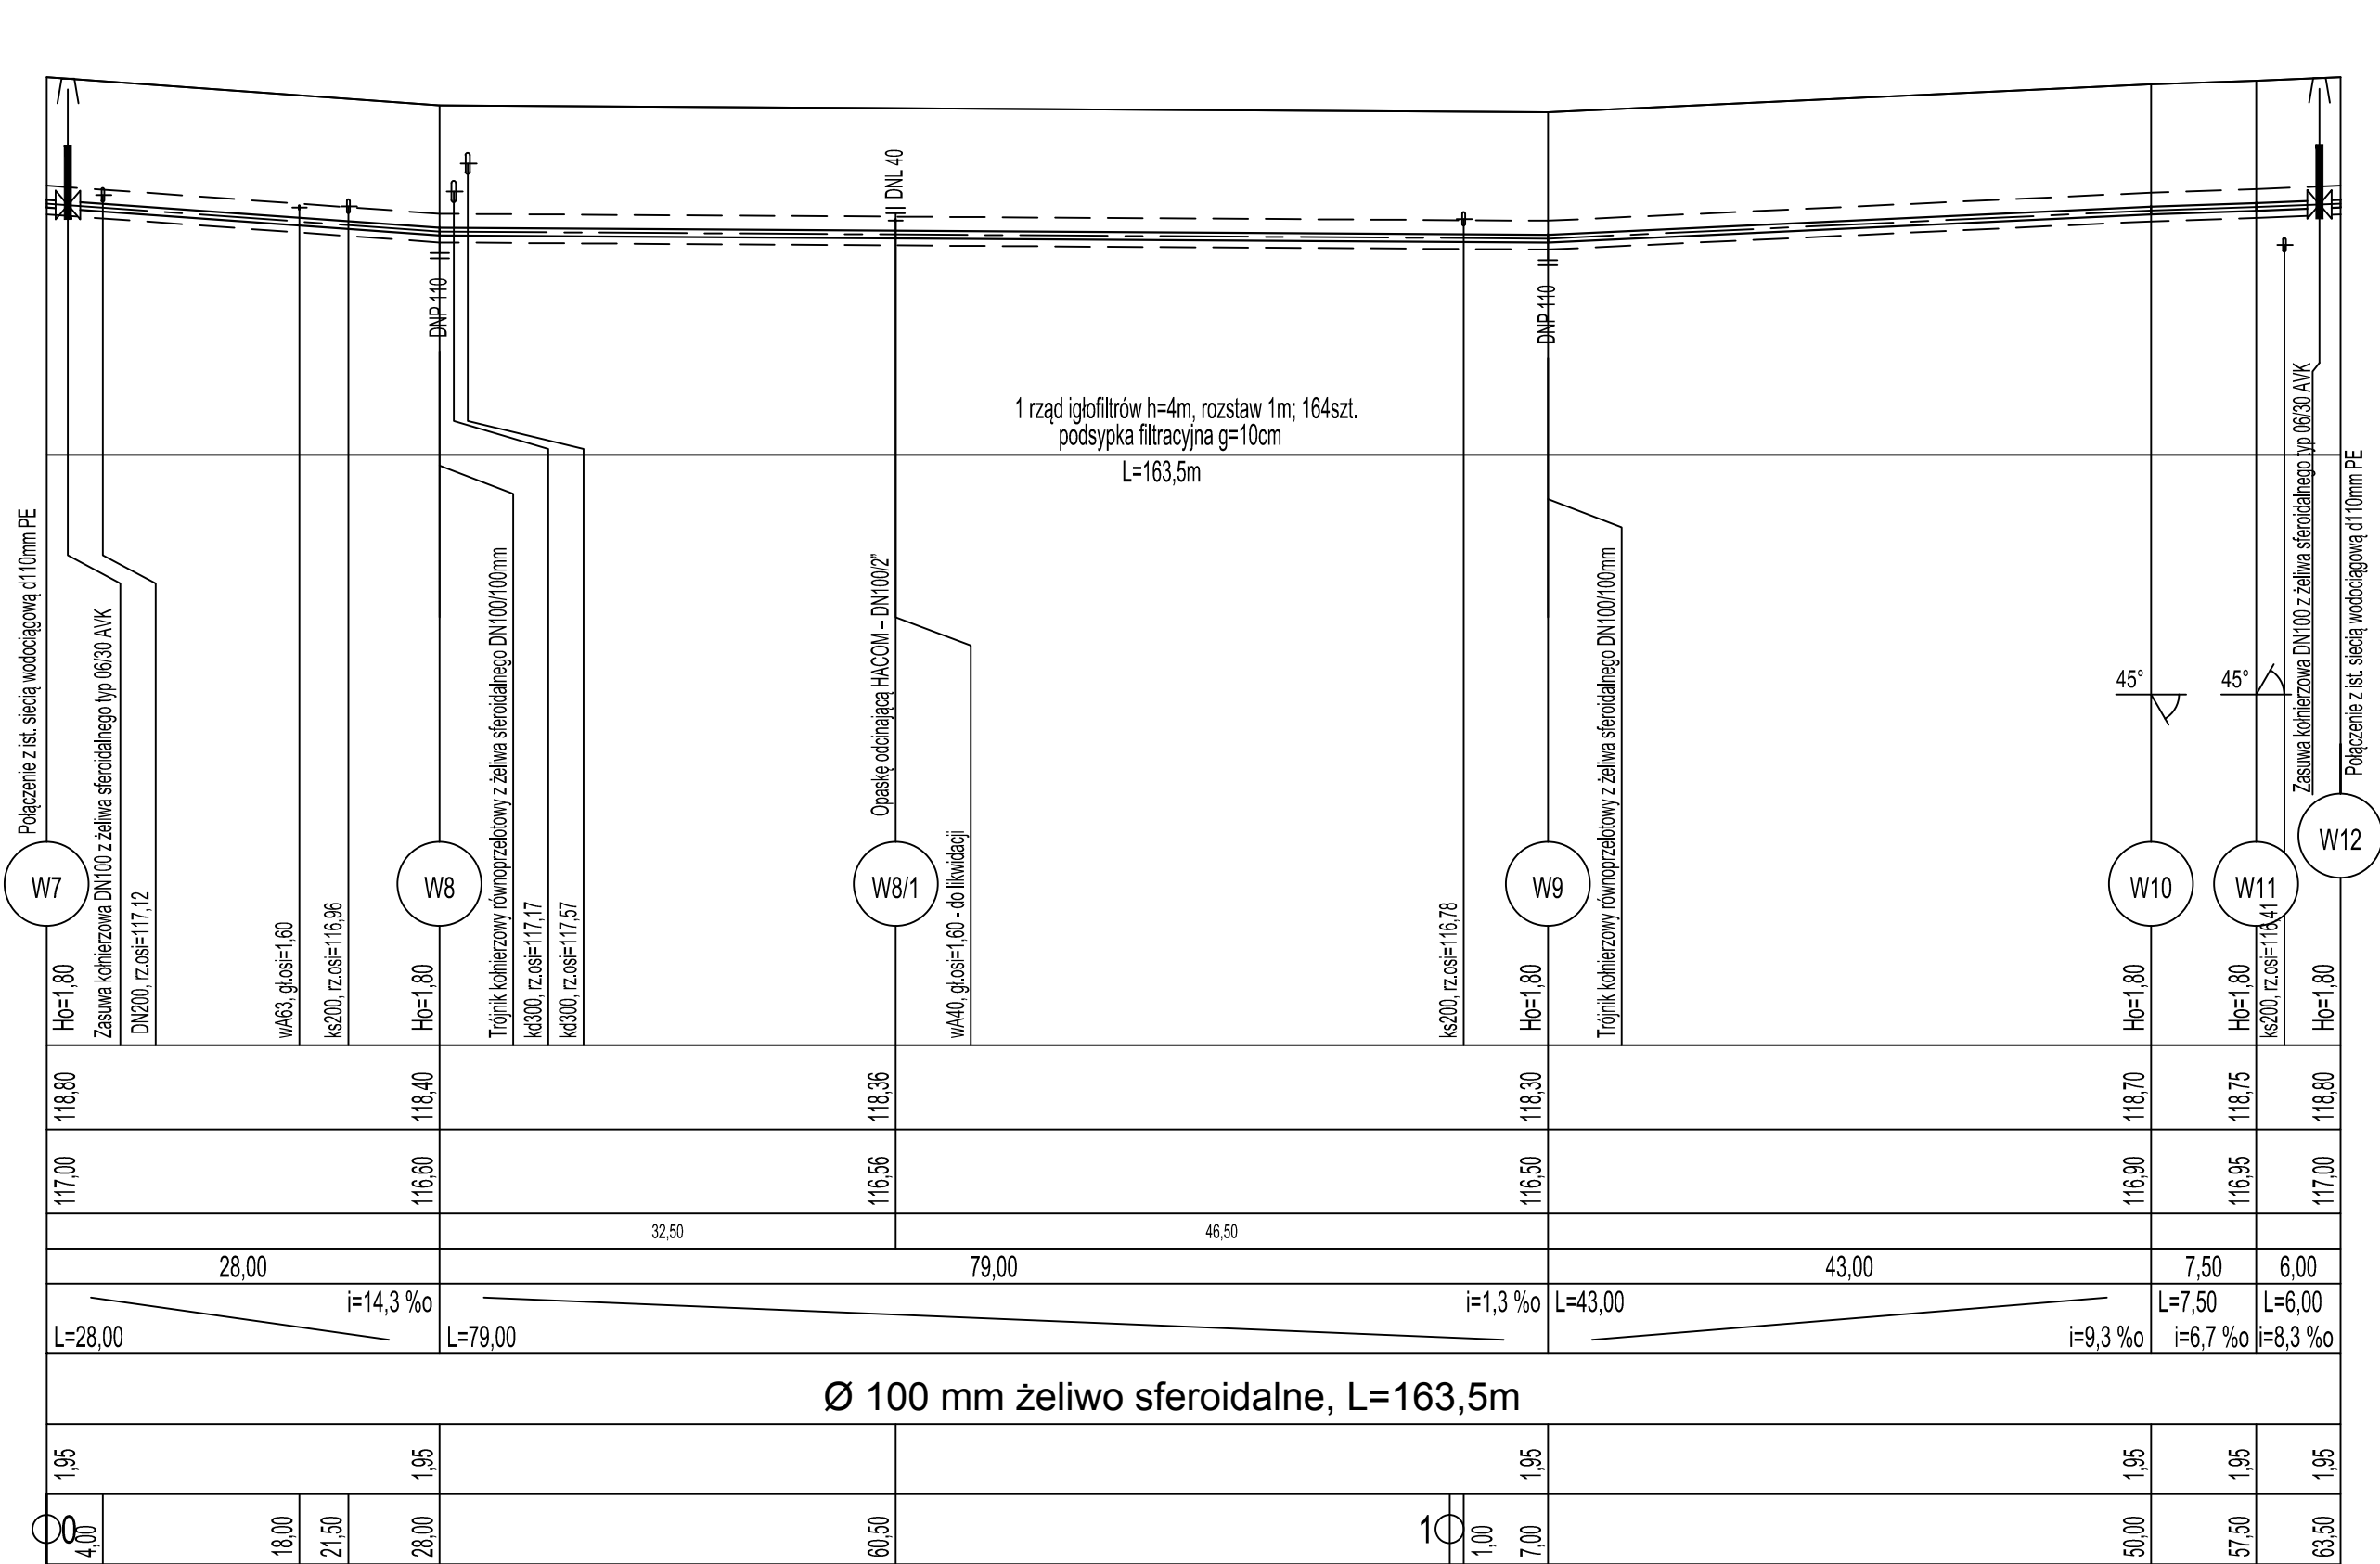 DNL 40
DNP 110
DNP 110
1 rząd igłofiltrów h=4m, rozstaw 1m; 164szt.
podsypka filtracyjna g=10cm
L=163,5m
Połączenie z ist. siecią wodociągową d110mm PE
Zasuwa kołnierzowa DN100 z żeliwa sferoidalnego typ 06/30 AVK
DN200, rz.osi=117,12
wA63, gł.osi=1,60
ks200, rz.osi=116,96
Trójnik kołnierzowy równoprzelotowy z żeliwa sferoidalnego DN100/100mm
kd300, rz.osi=117,17
kd300, rz.osi=117,57
Opaskę odcinającą HACOM – DN100/2"
wA40, gł.osi=1,60 - do likwidacji
ks200, rz.osi=116,78
Trójnik kołnierzowy równoprzelotowy z żeliwa sferoidalnego DN100/100mm
45°
45°
ks200, rz.osi=116,41
Zasuwa kołnierzowa DN100 z żeliwa sferoidalnego typ 06/30 AVK
Połączenie z ist. siecią wodociągową d110mm PE
W7
W8
W8/1
W9
W10
W11
W12
Ho=1,80
Ho=1,80
Ho=1,80
Ho=1,80
Ho=1,80
Ho=1,80
118,80
118,40
118,36
118,30
118,70
118,75
118,80
117,00
116,60
116,56
116,50
116,90
116,95
117,00
32,50
46,50
28,00
79,00
43,00
7,50
6,00
i=14,3 %o
i=1,3 %o
L=43,00
L=7,50
L=6,00
L=28,00
L=79,00
i=9,3 %o
i=6,7 %o
i=8,3 %o
Ø 100 mm żeliwo sferoidalne, L=163,5m
1,95
1,95
1,95
1,95
1,95
1,95
0
4,00
18,00
21,50
28,00
60,50
1
1,00
7,00
50,00
57,50
63,50